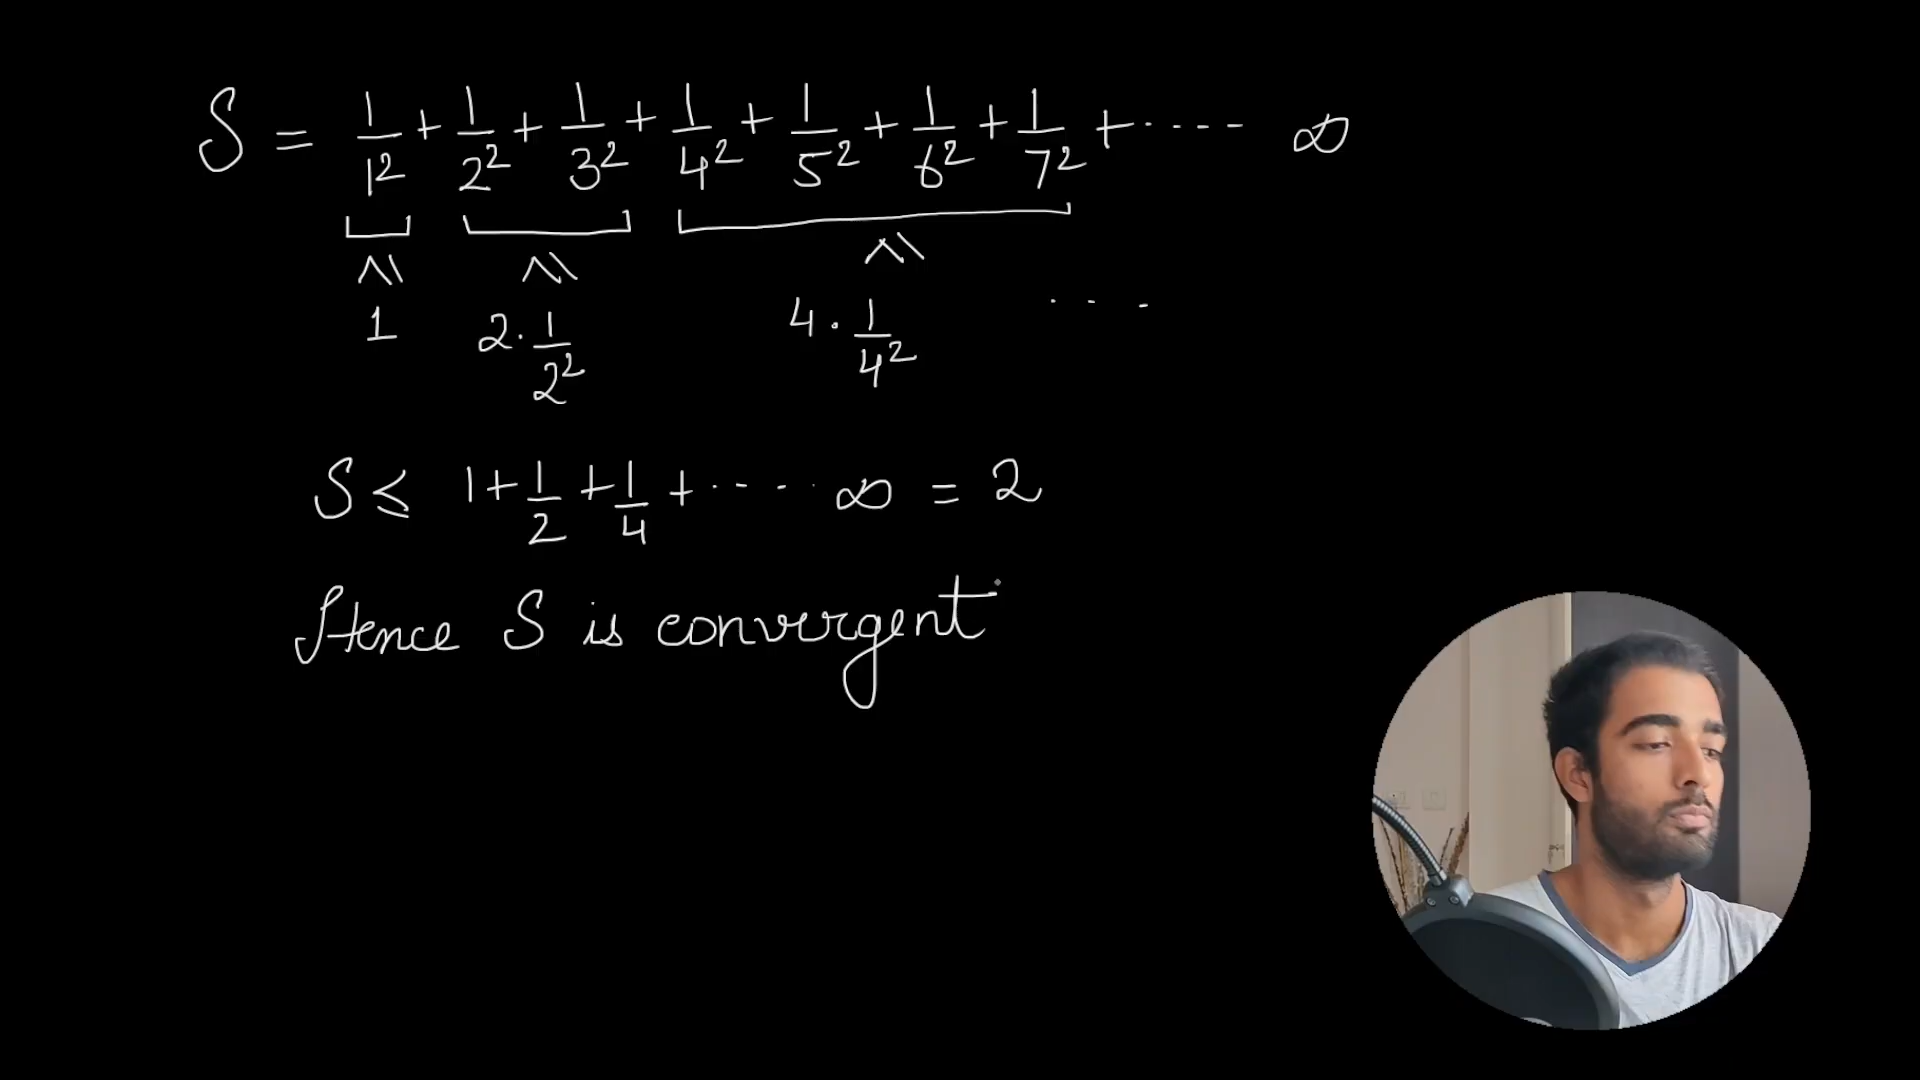 S = 1/1² + 1/2² + 1/3² + 1/4² + 1/5² + 1/6² + 1/7² + ..... ∞
≤ ≤ ≤
1 2·1/2² 4·1/4² ...
S ≤ 1+1/2+1/4+..... ∞ = 2
Hence S is convergent